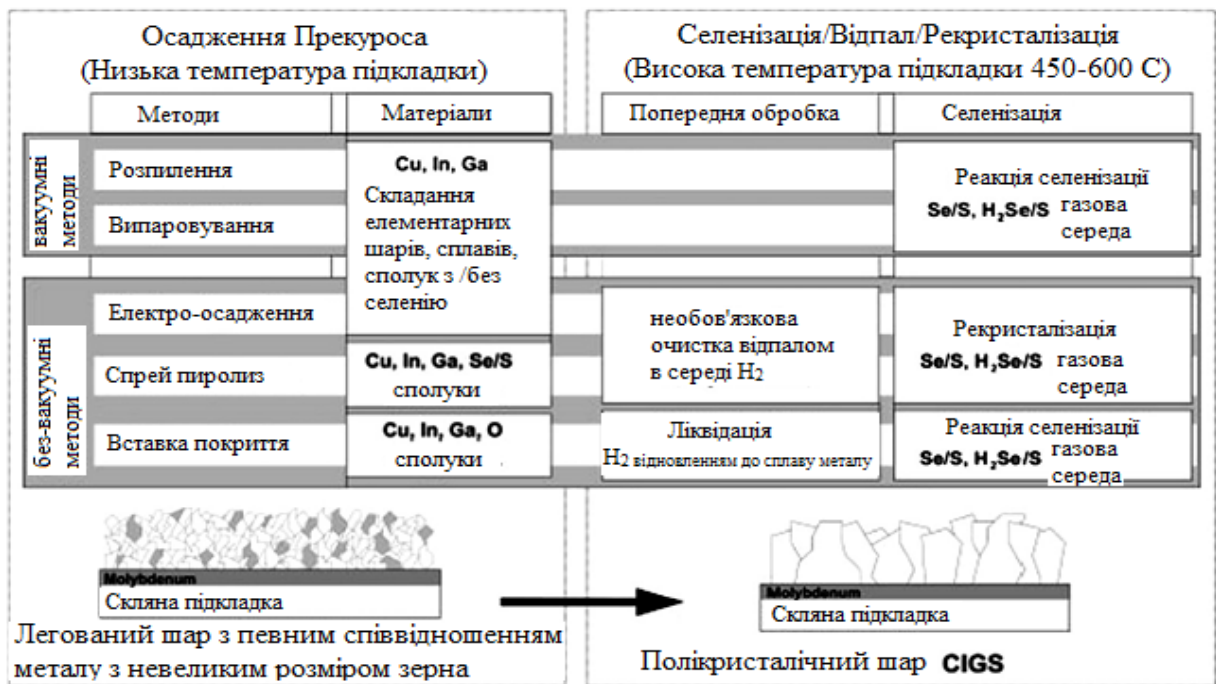 Осадження Прекуроса
(Низька температура підкладки)
Селенізація/Відпал/Рекристалізація
(Висока температура підкладки 450-600 С)
Методи
Матеріали
Попередня обробка
Селенізація
вакуумні
методи
Розпилення
Випаровування
Cu, In, Ga
Складання
елементарних
шарів, сплавів,
сполук з /без
селенію
Реакція селенізації
Se/S, H₂Se/S газова
середа
без-вакуумні
методи
Електро-осадження
Спрей пиролиз
Вставка покриття
Cu, In, Ga, Se/S
сполуки
Cu, In, Ga, O
сполуки
необов'язкова
очистка відпалом
в середі H₂
Ліквідація
H₂ відновленням до сплаву металу
Рекристалізація
Se/S, H₂Se/S газова
середа
Реакція селенізації
Se/S, H₂Se/S газова
середа
Molybdenum
Скляна підкладка
Легований шар з певним співвідношенням
металу з невеликим розміром зерна
Molybdenum
Скляна підкладка
Полікристалічний шар CIGS